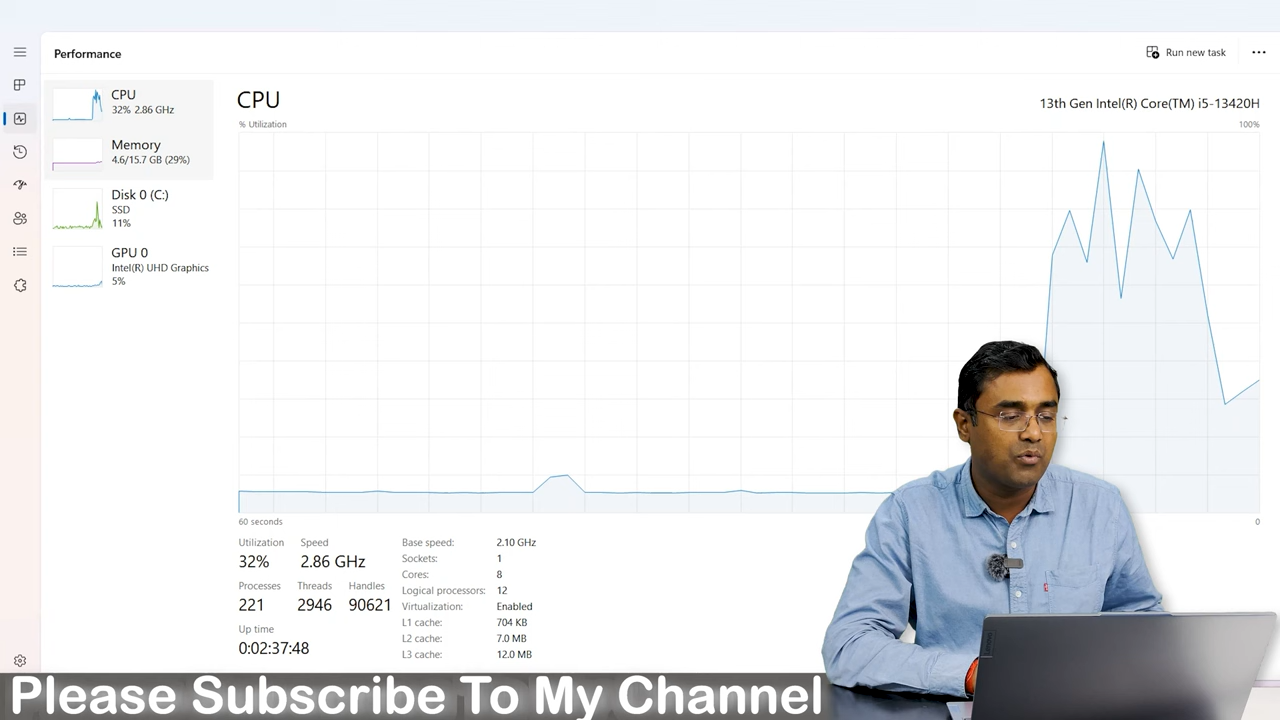 Performance
Run new task
CPU
32% 2.86 GHz
Memory
4.6/15.7 GB (29%)
Disk 0 (C:)
SSD
11%
GPU 0
Intel(R) UHD Graphics
5%
CPU
13th Gen Intel(R) Core(TM) i5-13420H
% Utilization
100%
60 seconds
0
Utilization
Speed
32%
2.86 GHz
Processes
Threads
Handles
221
2946
90621
Up time
0:02:37:48
Base speed: 2.10 GHz
Sockets: 1
Cores: 8
Logical processors: 12
Virtualization: Enabled
L1 cache: 704 KB
L2 cache: 7.0 MB
L3 cache: 12.0 MB
Please Subscribe To My Channel